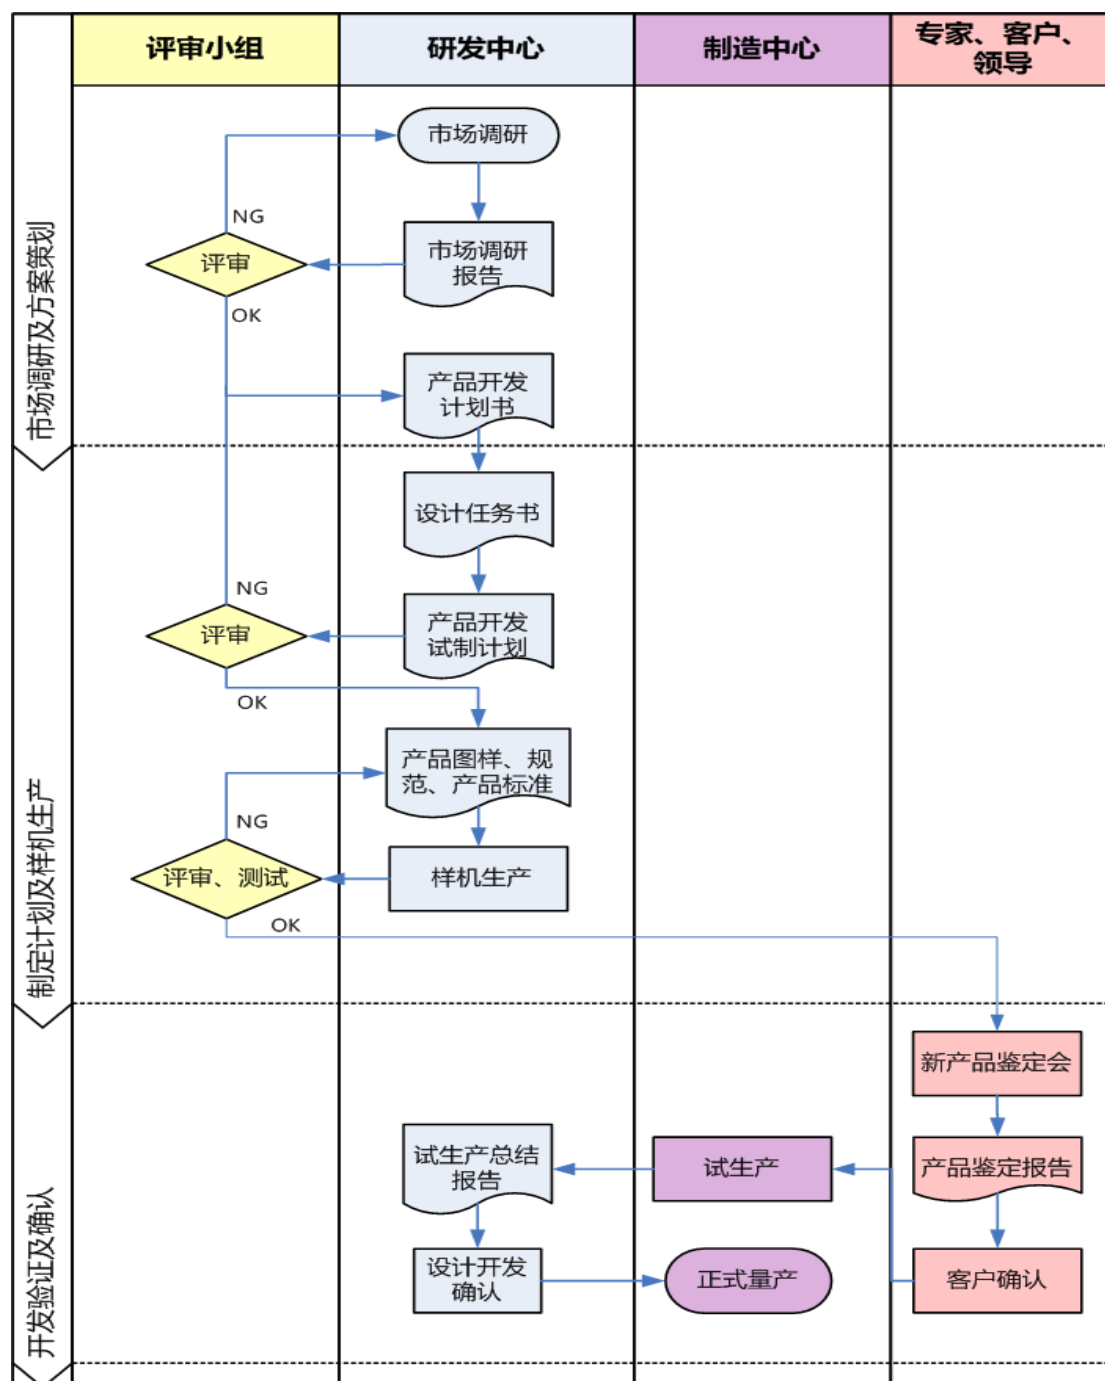 评审小组
研发中心
制造中心
专家、客户、
领导
市场调研及方案策划
市场调研
NG
评审
市场调研
报告
OK
产品开发
计划书
制定计划及样机生产
设计任务书
NG
评审
产品开发
试制计划
OK
产品图样、规
范、产品标准
NG
评审、测试
样机生产
OK
开发验证及确认
新产品鉴定会
试生产总结
报告
试生产
产品鉴定报告
设计开发
确认
正式量产
客户确认